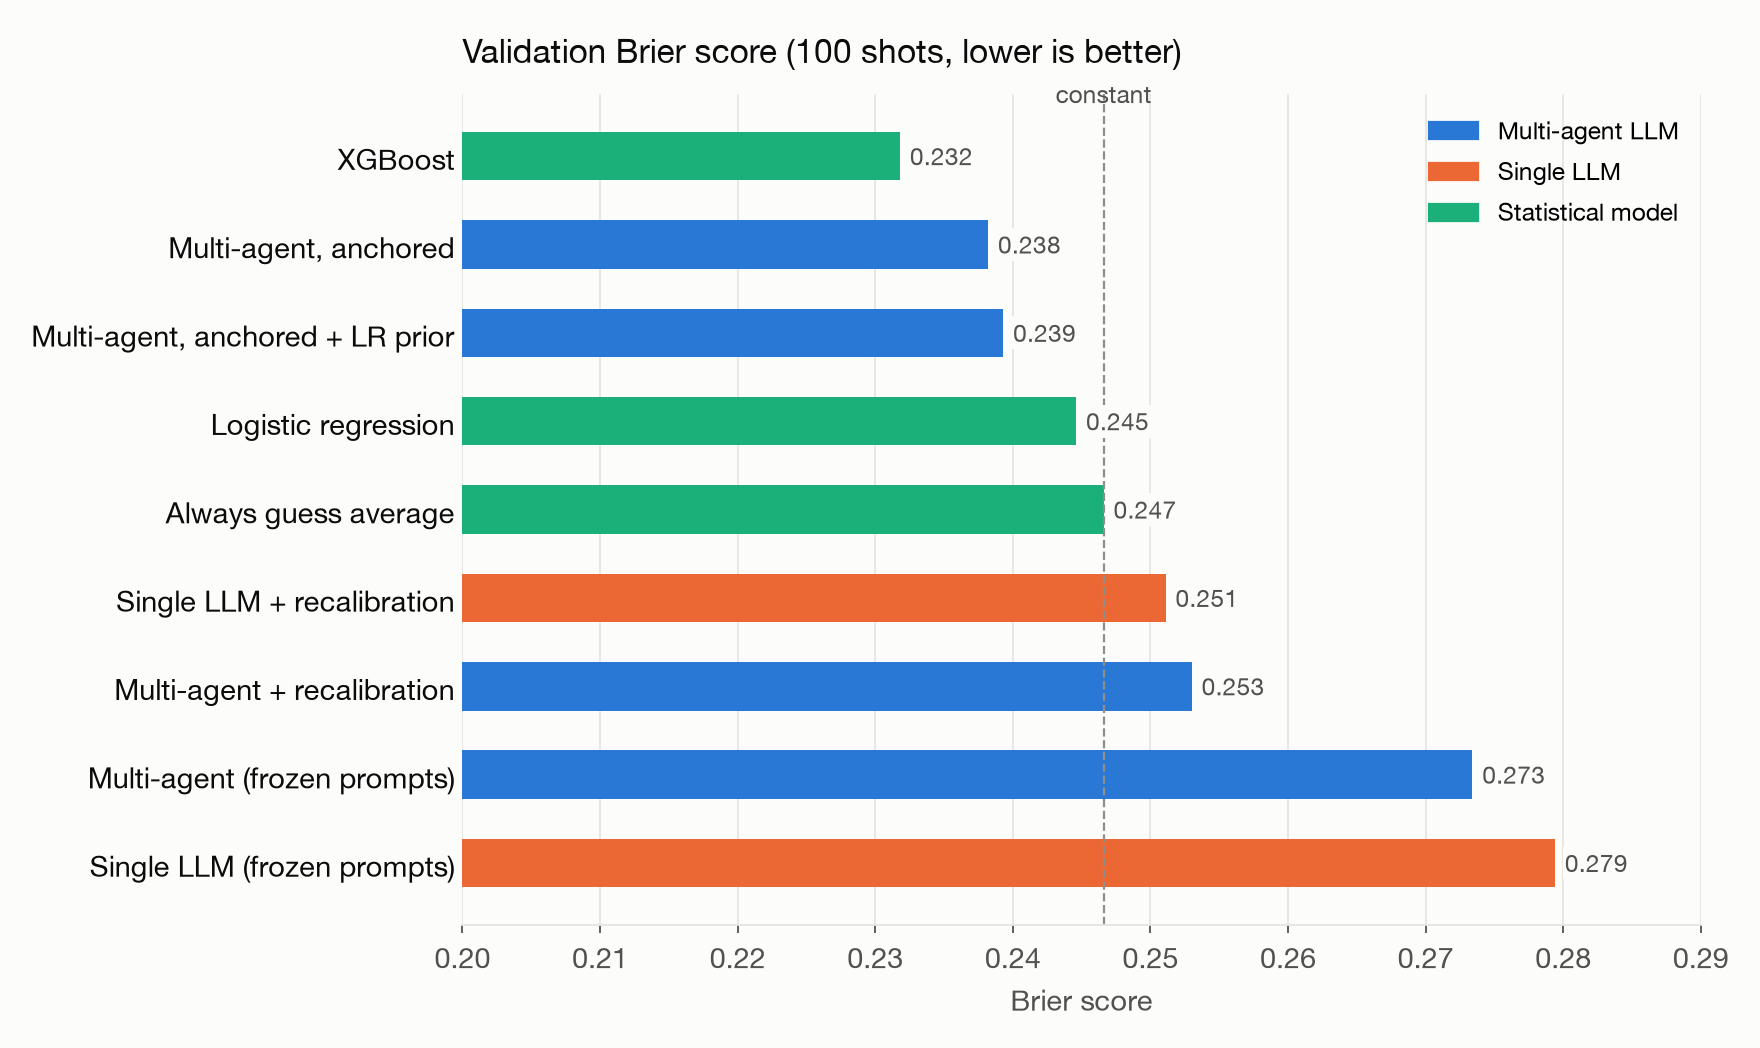 Validation Brier score (100 shots, lower is better)
constant
Multi-agent LLM
Single LLM
Statistical model
XGBoost 0.232
Multi-agent, anchored 0.238
Multi-agent, anchored + LR prior 0.239
Logistic regression 0.245
Always guess average 0.247
Single LLM + recalibration 0.251
Multi-agent + recalibration 0.253
Multi-agent (frozen prompts) 0.273
Single LLM (frozen prompts) 0.279
0.20 0.21 0.22 0.23 0.24 0.25 0.26 0.27 0.28 0.29
Brier score